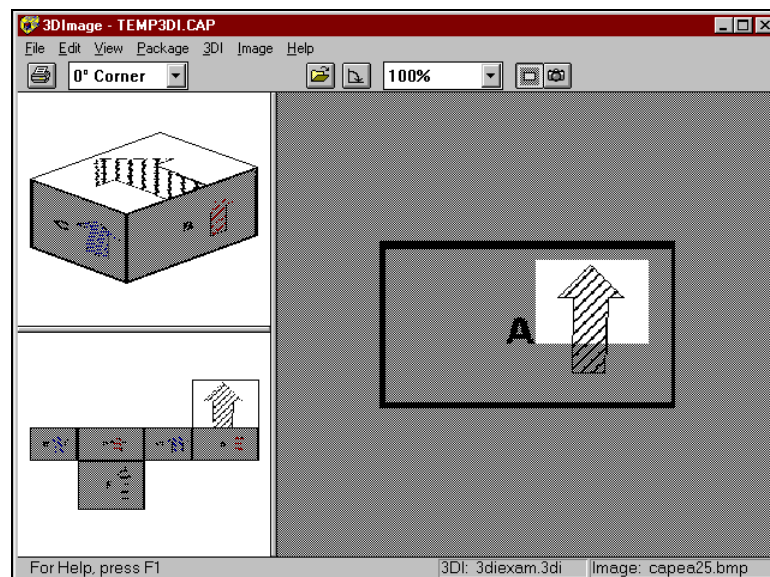 3DImage - TEMP3DI.CAP
File Edit View Package 3DI Image Help
0° Corner 100%
A
For Help, press F1 3DI: 3diexam.3di Image: capea25.bmp